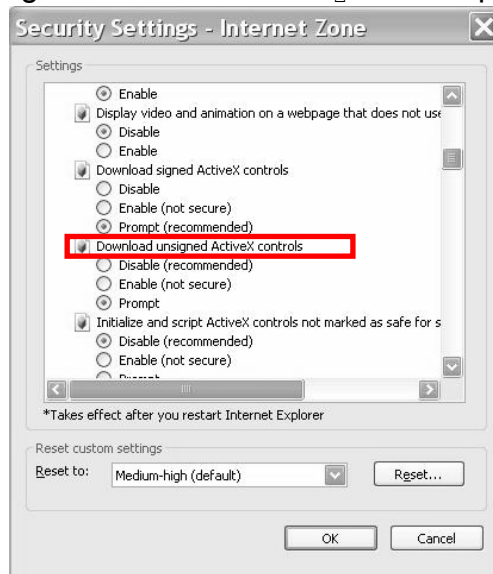 Security Settings - Internet Zone
Settings
Enable
Display video and animation on a webpage that does not use
Disable
Enable
Download signed ActiveX controls
Disable
Enable (not secure)
Prompt (recommended)
Download unsigned ActiveX controls
Disable (recommended)
Enable (not secure)
Prompt
Initialize and script ActiveX controls not marked as safe for s
Disable (recommended)
Enable (not secure)
*Takes effect after you restart Internet Explorer
Reset custom settings
Reset to: Medium-high (default) Reset...
OK Cancel